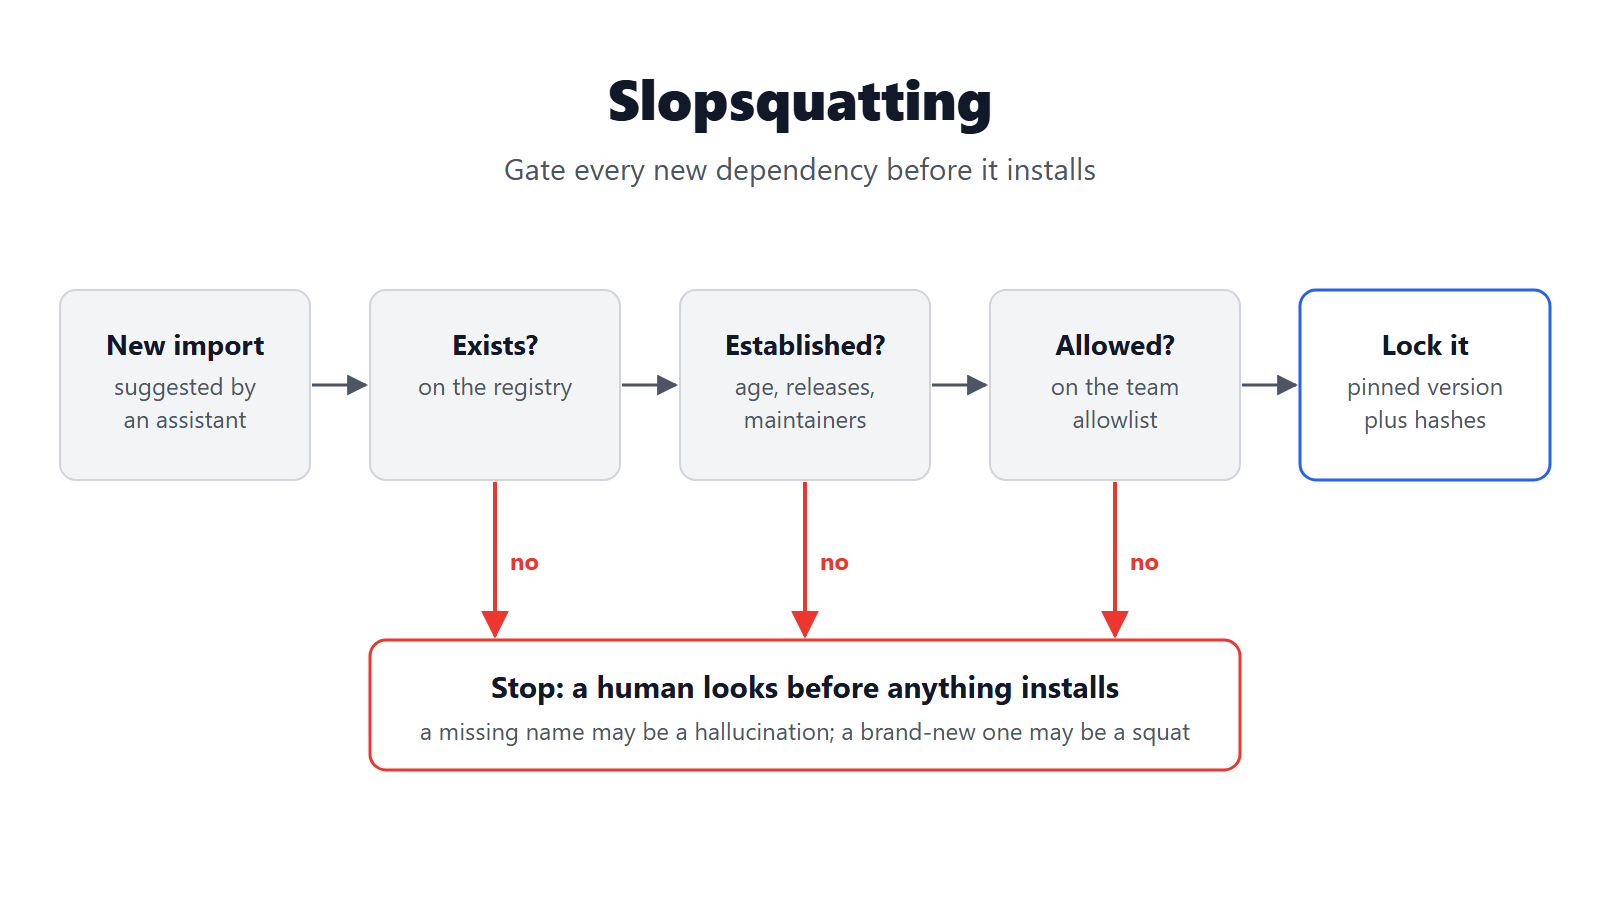 Slopsquatting
Gate every new dependency before it installs
New import
suggested by
an assistant
Exists?
on the registry
Established?
age, releases,
maintainers
Allowed?
on the team
allowlist
Lock it
pinned version
plus hashes
no
no
no
Stop: a human looks before anything installs
a missing name may be a hallucination; a brand-new one may be a squat